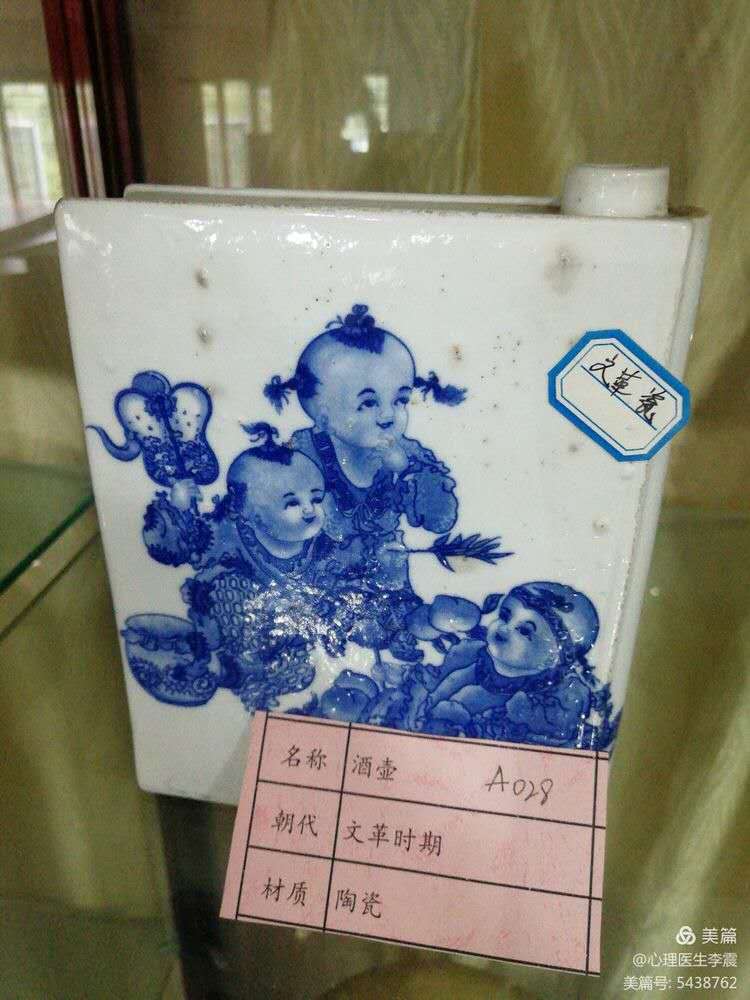 文革瓷
名称 酒壶 A028
朝代 文革时期
材质 陶瓷
美篇
@心理医生李震
美篇号: 5438762